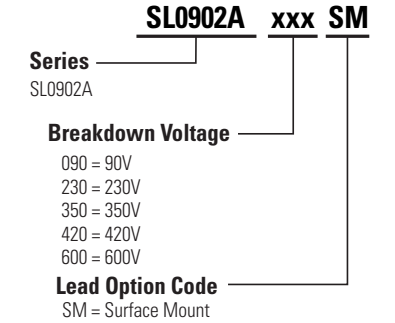 SL0902A xxx SM
Series
SL0902A
Breakdown Voltage
090 = 90V
230 = 230V
350 = 350V
420 = 420V
600 = 600V
Lead Option Code
SM = Surface Mount